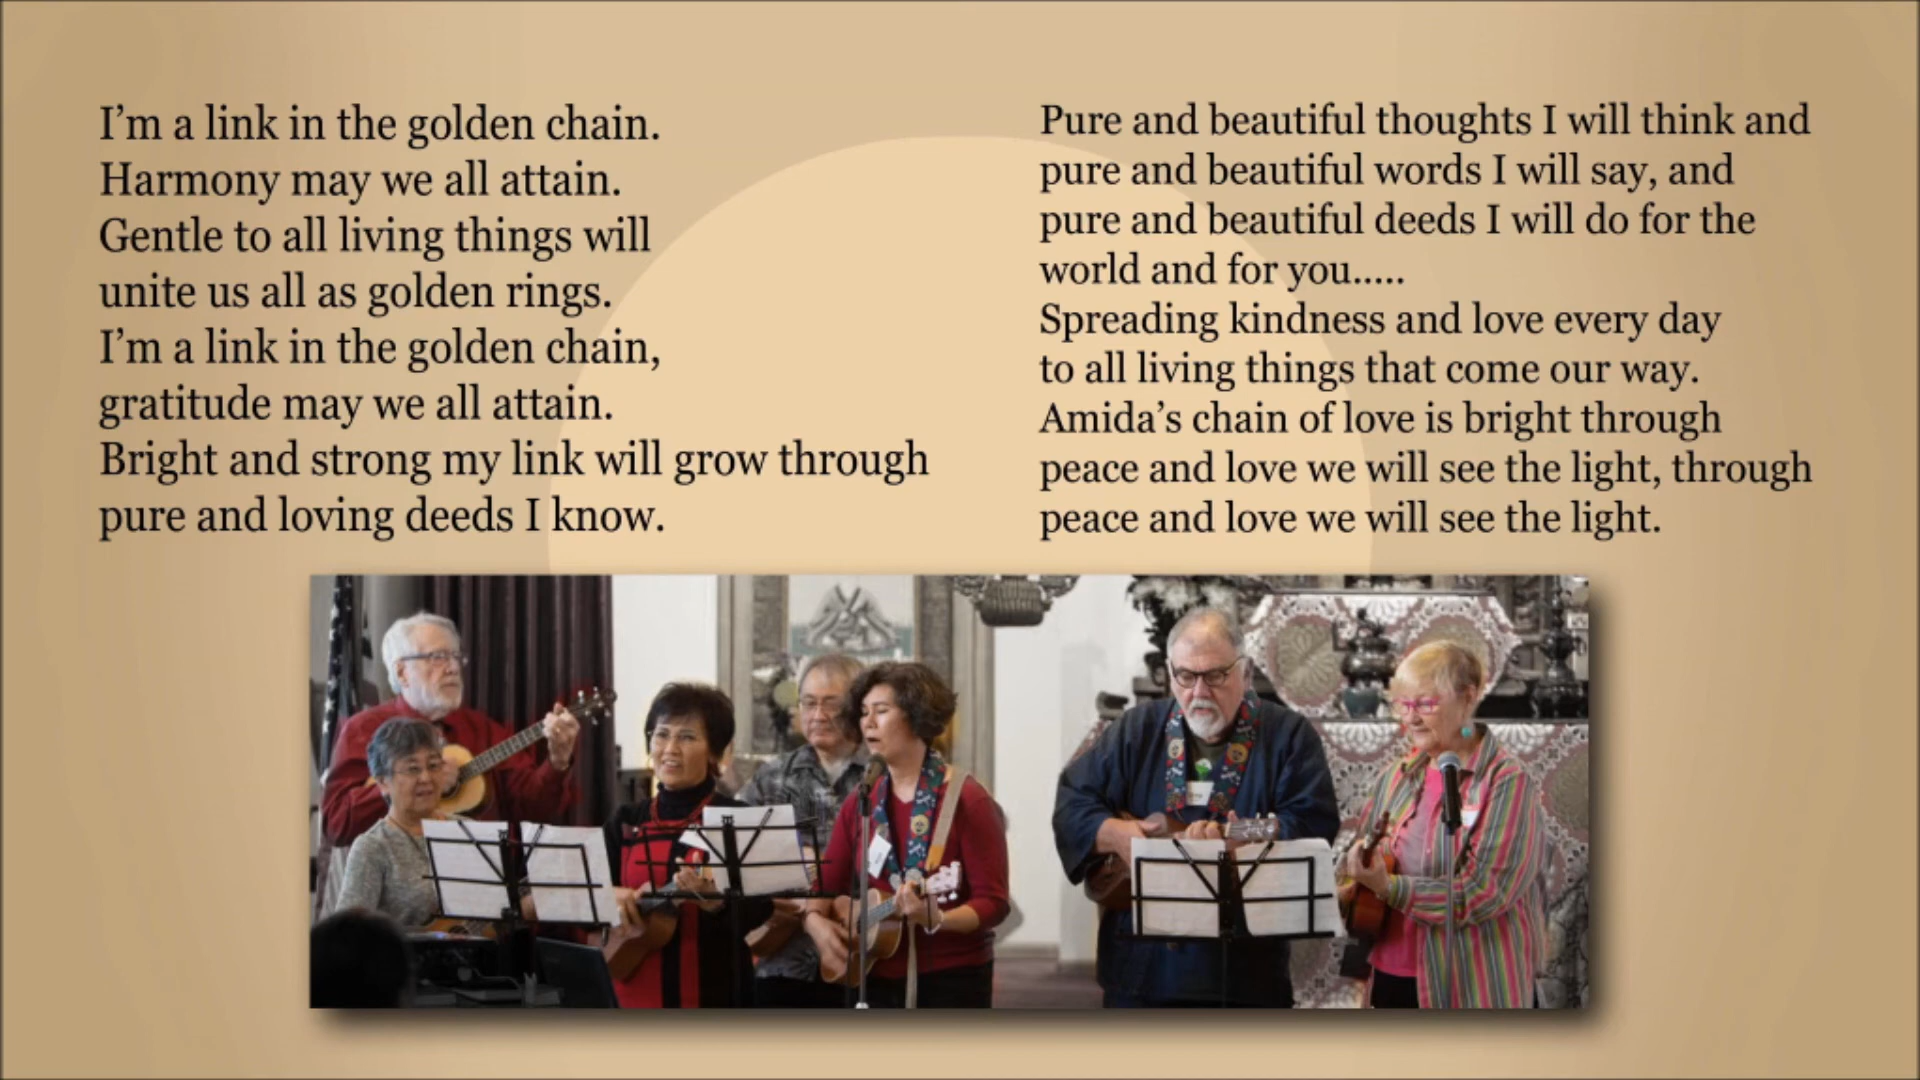 I’m a link in the golden chain.
Harmony may we all attain.
Gentle to all living things will
unite us all as golden rings.
I’m a link in the golden chain,
gratitude may we all attain.
Bright and strong my link will grow through
pure and loving deeds I know.
Pure and beautiful thoughts I will think and
pure and beautiful words I will say, and
pure and beautiful deeds I will do for the
world and for you.....
Spreading kindness and love every day
to all living things that come our way.
Amida’s chain of love is bright through
peace and love we will see the light, through
peace and love we will see the light.